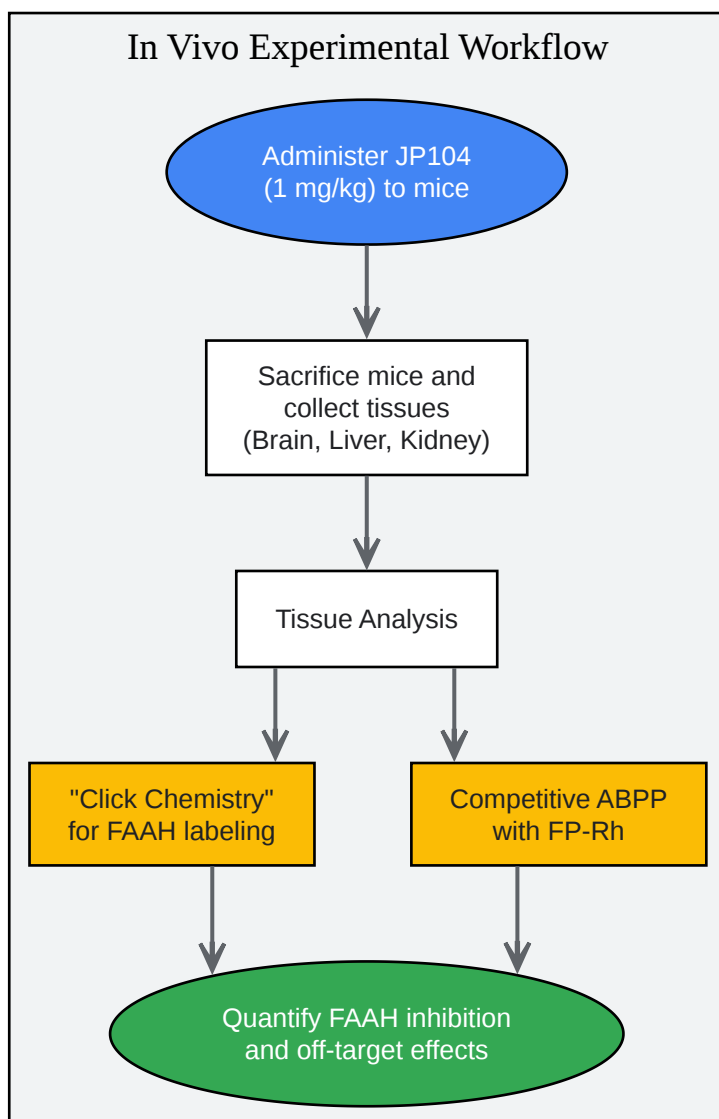 In Vivo Experimental Workflow
Administer JP104
(1 mg/kg) to mice
Sacrifice mice and
collect tissues
(Brain, Liver, Kidney)
Tissue Analysis
"Click Chemistry"
for FAAH labeling
Competitive ABPP
with FP-Rh
Quantify FAAH inhibition
and off-target effects